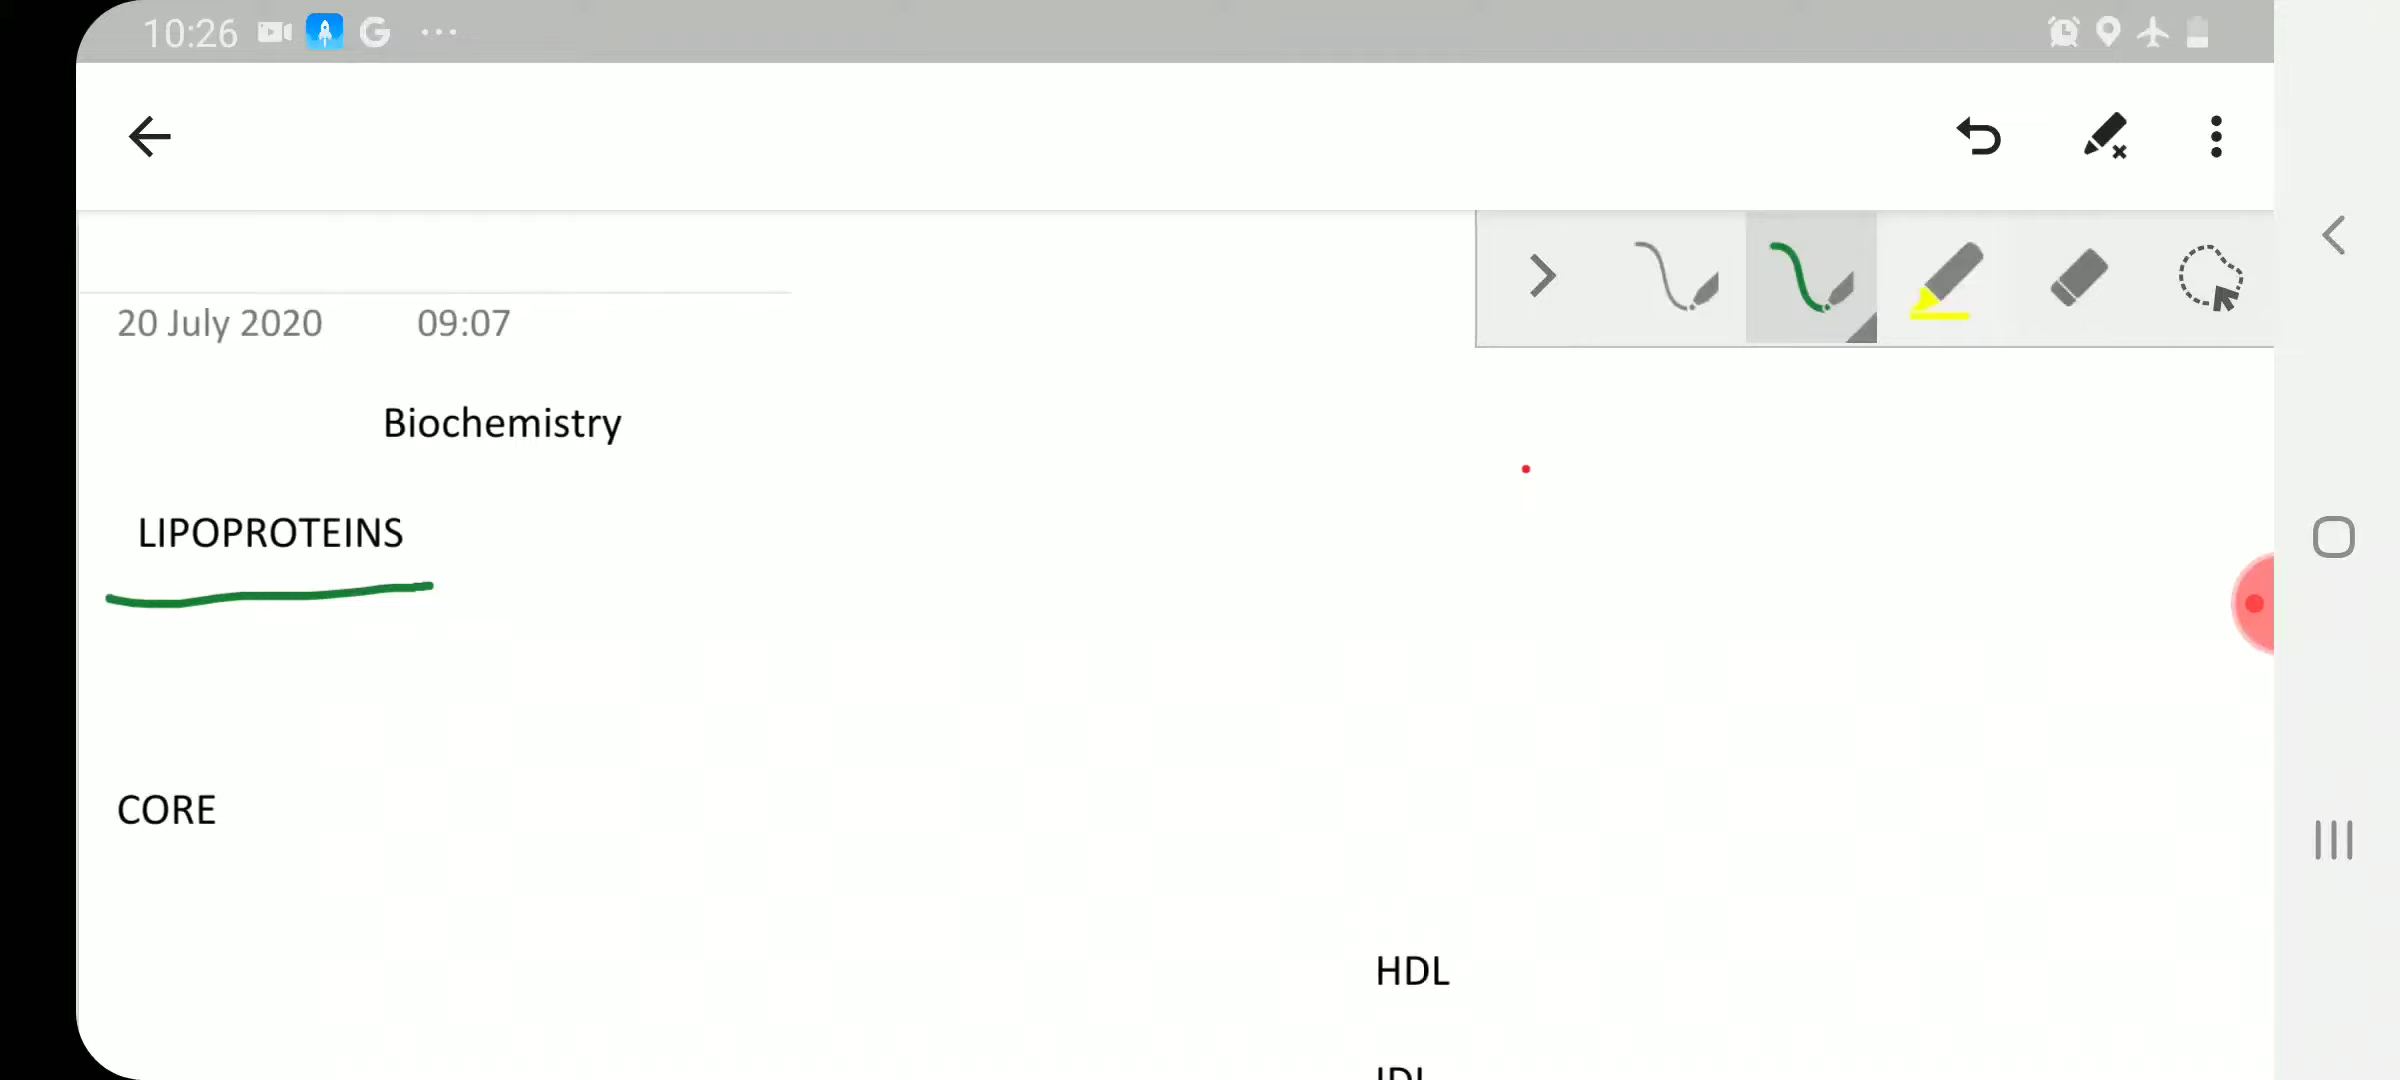 10:26
20 July 2020 09:07
Biochemistry
LIPOPROTEINS
CORE
HDL